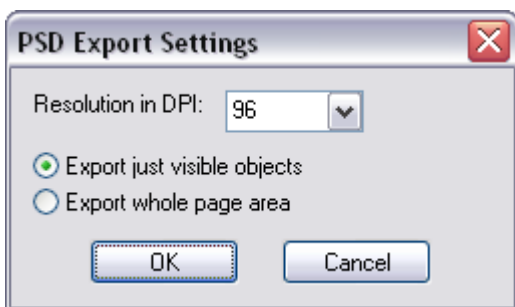 PSD Export Settings
Resolution in DPI: 96
Export just visible objects
Export whole page area
OK Cancel